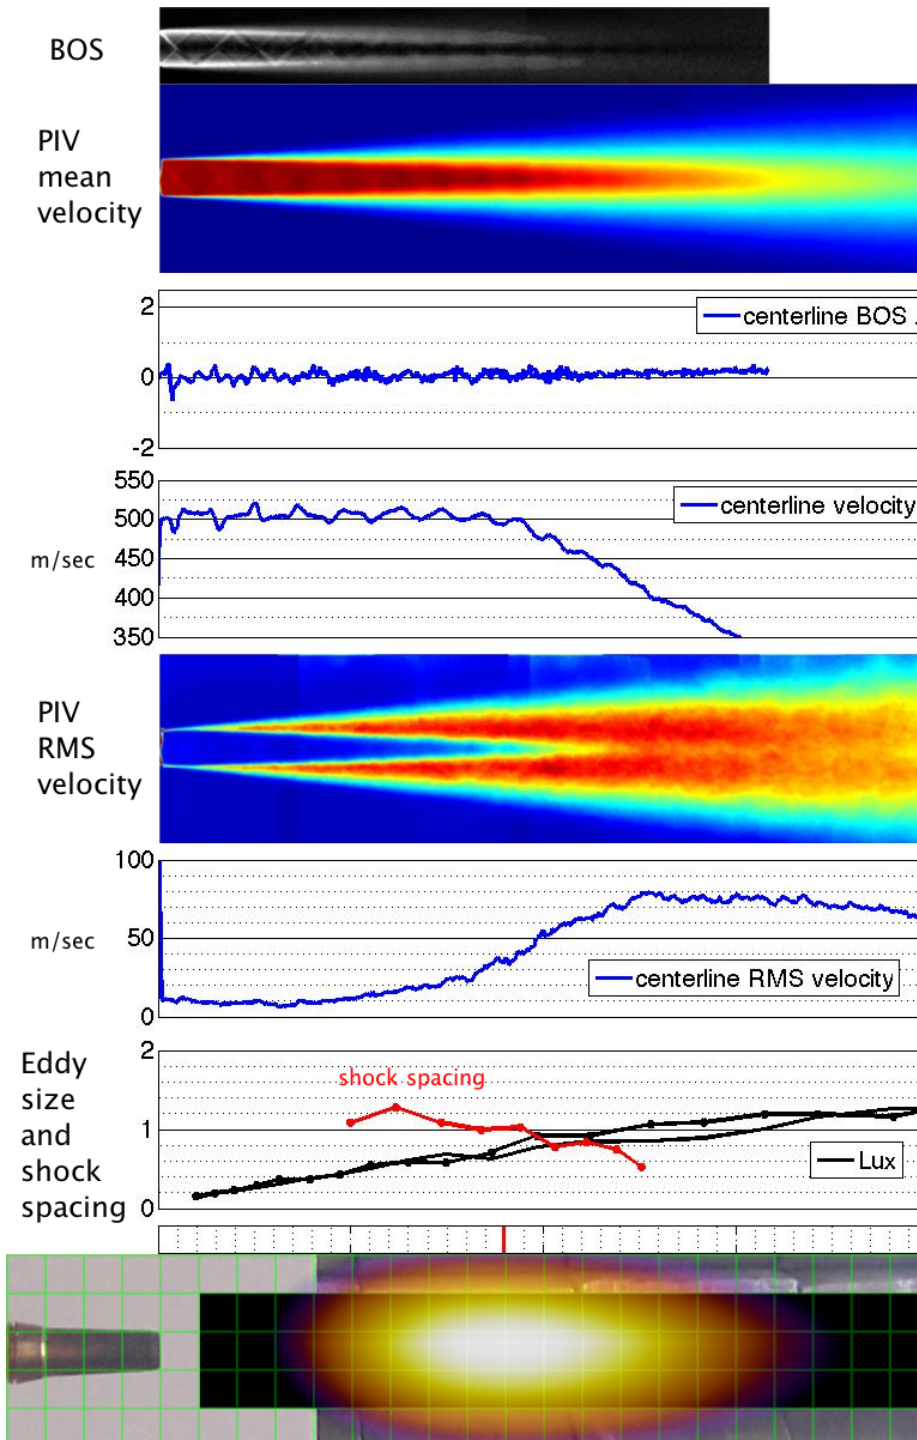 BOS
PIV
mean
velocity
2
0
-2
centerline BOS .
550
500
450
400
350
m/sec
centerline velocity
PIV
RMS
velocity
100
50
0
m/sec
centerline RMS velocity
Eddy
size
and
shock
spacing
2
1
0
shock spacing
Lux